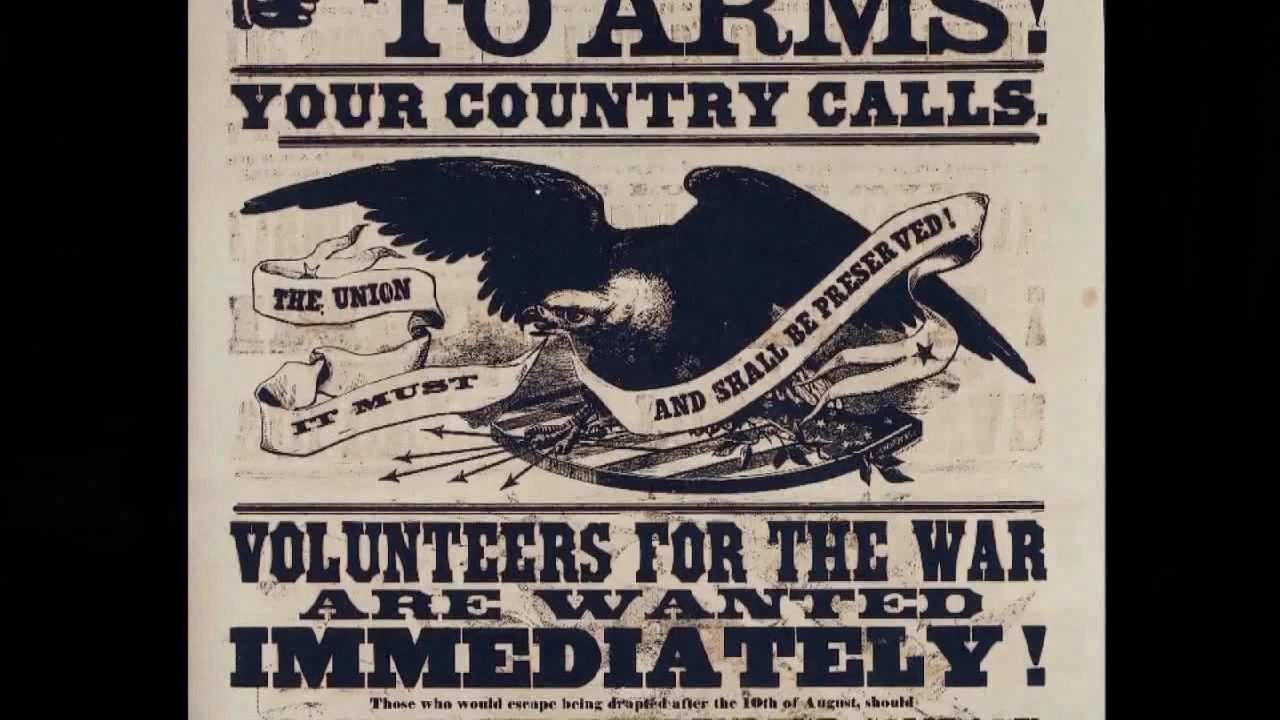 TO ARMS!
YOUR COUNTRY CALLS.
THE UNION
IT MUST
AND SHALL BE PRESERVED!
VOLUNTEERS FOR THE WAR
ARE WANTED
IMMEDIATELY!
Those who would escape being drafted after the 10th of August, should